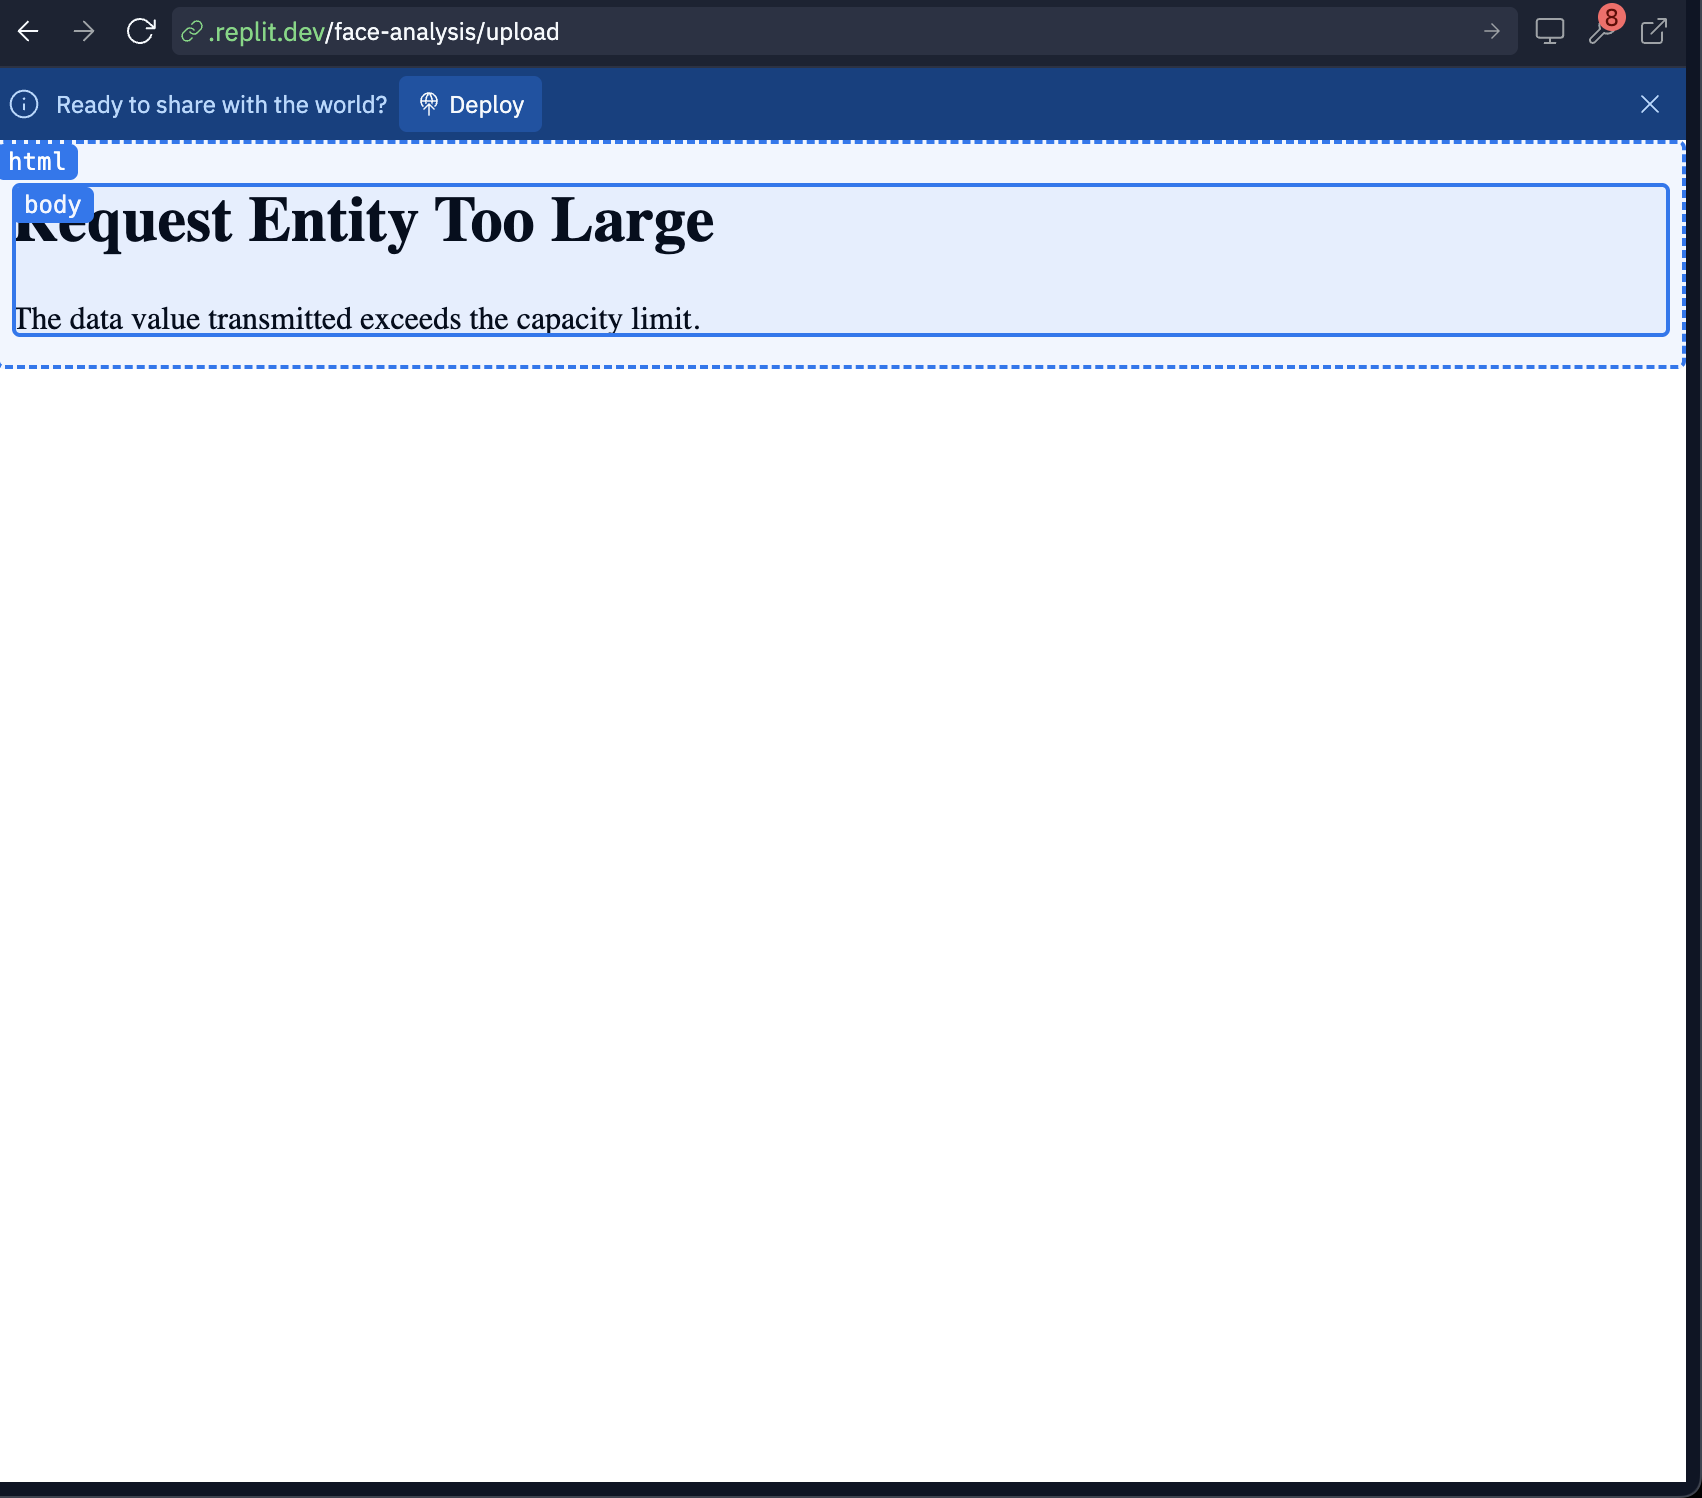 .replit.dev/face-analysis/upload
8
Ready to share with the world? Deploy
html
body
Request Entity Too Large
The data value transmitted exceeds the capacity limit.